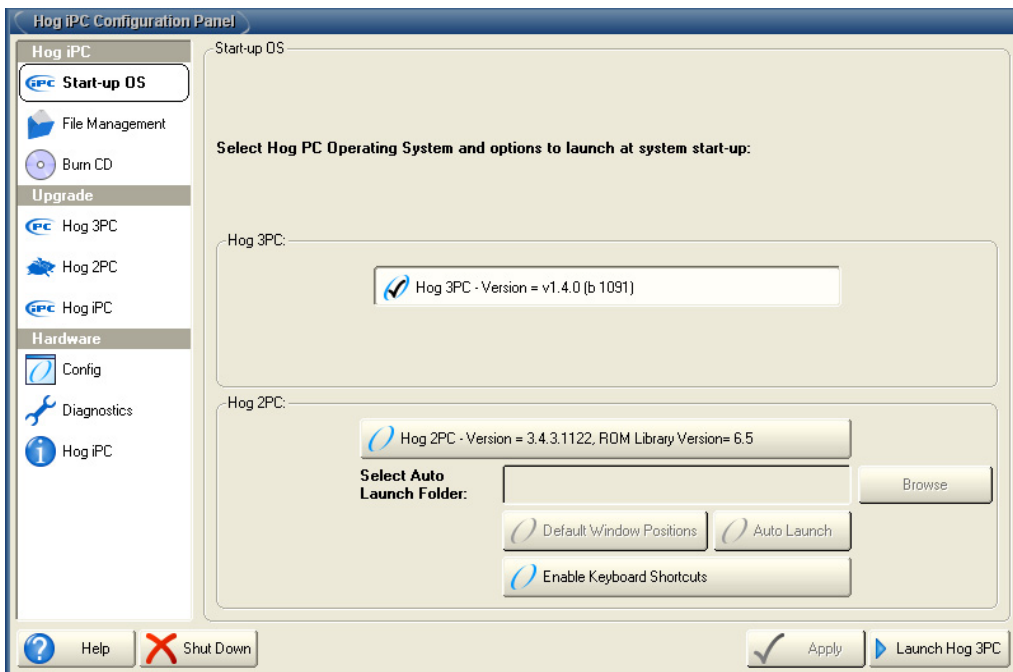 Hog iPC Configuration Panel
Hog iPC
iPC Start-up OS
File Management
Burn CD
Upgrade
PC Hog 3PC
Hog 2PC
iPC Hog iPC
Hardware
Config
Diagnostics
i Hog iPC
Start-up OS
Select Hog PC Operating System and options to launch at system start-up:
Hog 3PC:
Hog 3PC - Version = v1.4.0 (b 1091)
Hog 2PC:
Hog 2PC - Version = 3.4.3.1122, ROM Library Version= 6.5
Select Auto
Launch Folder:
Browse
Default Window Positions
Auto Launch
Enable Keyboard Shortcuts
? Help
Shut Down
Apply
Launch Hog 3PC